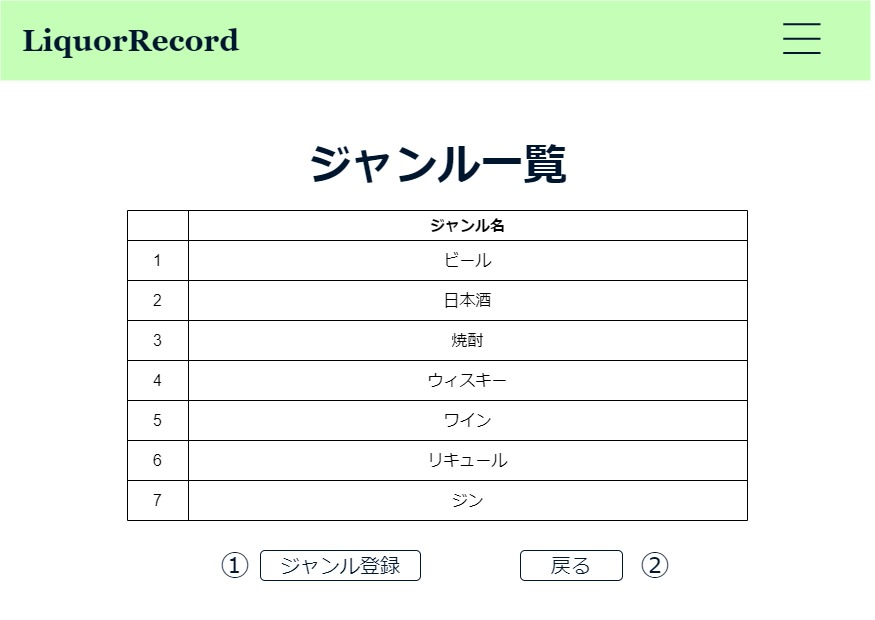 LiquorRecord
ジャンル一覧
ジャンル名
1 ビール
2 日本酒
3 焼酎
4 ウィスキー
5 ワイン
6 リキュール
7 ジン
① ジャンル登録 戻る ②